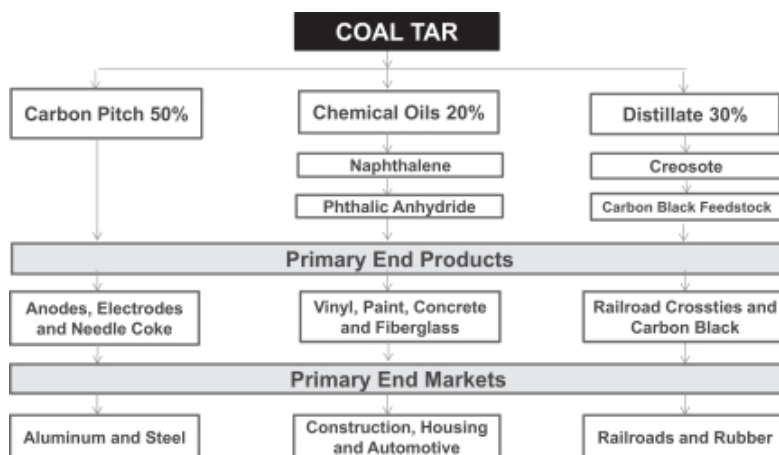 COAL TAR
Carbon Pitch 50%
Chemical Oils 20%
Distillate 30%
Naphthalene
Creosote
Phthalic Anhydride
Carbon Black Feedstock
Primary End Products
Anodes, Electrodes
and Needle Coke
Vinyl, Paint, Concrete
and Fiberglass
Railroad Crossties and
Carbon Black
Primary End Markets
Aluminum and Steel
Construction, Housing
and Automotive
Railroads and Rubber